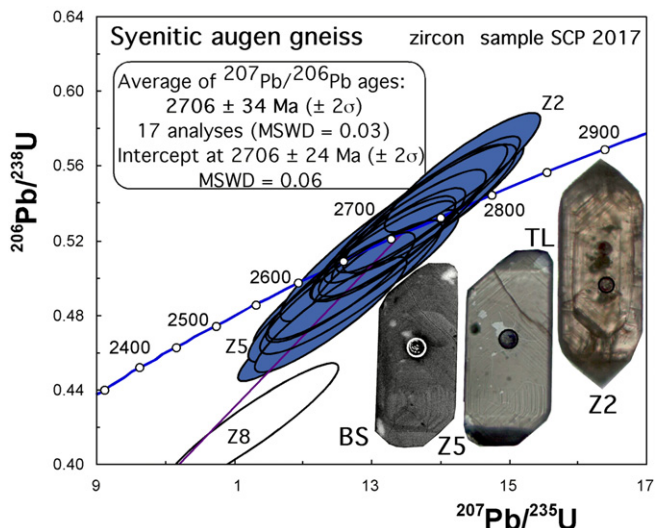 0.64
Syenitic augen gneiss zircon sample SCP 2017
Average of ²⁰⁷Pb/²⁰⁶Pb ages:
2706 ± 34 Ma (± 2σ)
17 analyses (MSWD = 0.03)
Intercept at 2706 ± 24 Ma (± 2σ)
MSWD = 0.06
Z2
0.60
²⁰⁶Pb/²³⁸U
0.56
0.52
0.48
0.44
0.40
2900
2800
2700
2600
2500
2400
TL
Z5
Z8
BS
Z5
Z2
9
1
13
15
17
²⁰⁷Pb/²³⁵U